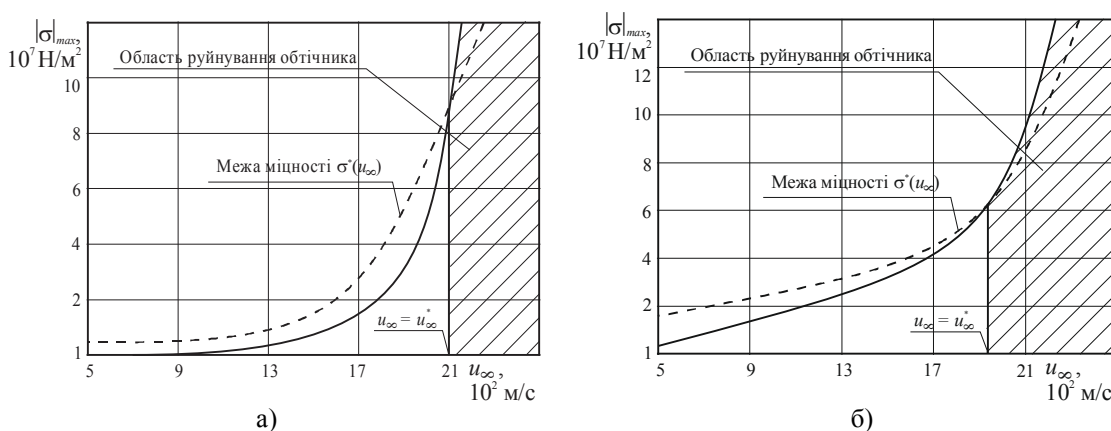 |σ|max,
10⁷ Н/м²
Область руйнування обтічника
10
8
Межа міцності σ*(u∞)
6
4
2
u∞ = u*∞
1
5 9 13 17 21 u∞,
10² м/с
а)
|σ|max,
10⁷ Н/м²
Область руйнування обтічника
12
10
8
Межа міцності σ*(u∞)
6
4
2
u∞ = u*∞
1
5 9 13 17 21 u∞,
10² м/с
б)